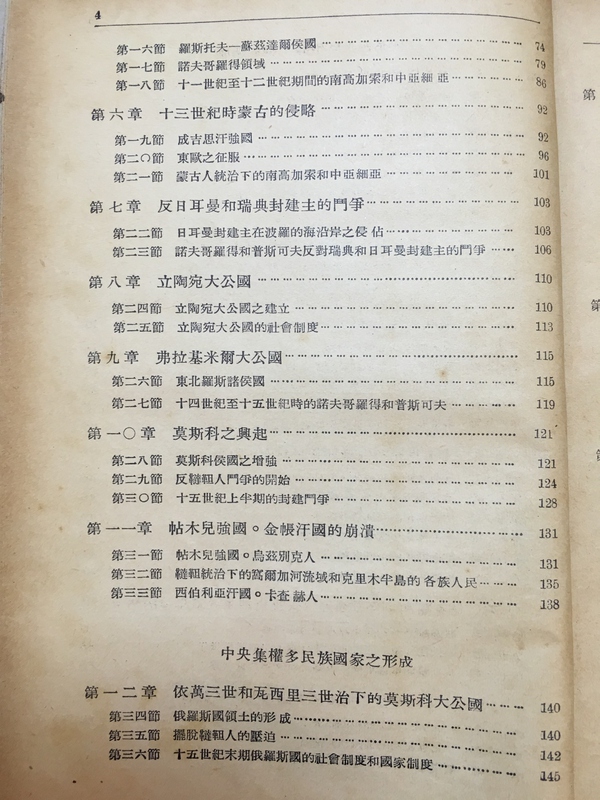 4
第一六節 羅斯托夫—蘇茲達爾侯國 74
第一七節 諾夫哥羅得領域 79
第一八節 十一世紀至十二世紀期間的南高加索和中亞細亞 86
第六章 十三世紀時蒙古的侵略 92
第一九節 成吉思汗強國 92
第二〇節 東歐之征服 96
第二一節 蒙古人統治下的南高加索和中亞細亞 101
第七章 反日耳曼和瑞典封建主的鬥爭 103
第二二節 日耳曼封建主在波羅的海沿岸之侵佔 103
第二三節 諾夫哥羅得和普斯可夫反對瑞典和日耳曼封建主的鬥爭 106
第八章 立陶宛大公國 110
第二四節 立陶宛大公國之建立 110
第二五節 立陶宛大公國的社會制度 113
第九章 弗拉基米爾大公國 115
第二六節 東北羅斯諸侯國 115
第二七節 十四世紀至十五世紀時的諾夫哥羅得和普斯可夫 119
第一〇章 莫斯科之興起 121
第二八節 莫斯科侯國之增強 121
第二九節 反韃靼人鬥爭的開始 124
第三〇節 十五世紀上半期的封建鬥爭 128
第一一章 帖木兒強國。金帳汗國的崩潰 131
第三一節 帖木兒強國。烏茲別克人 131
第三二節 韃靼統治下的窩爾加河流域和克里木半島的各族人民 135
第三三節 西伯利亞汗國。卡查赫人 138
中央集權多民族國家之形成
第一二章 依萬三世和瓦西里三世治下的莫斯科大公國 140
第三四節 俄羅斯國領土的形成 140
第三五節 擺脫韃靼人的壓迫 142
第三六節 十五世紀末期俄羅斯國的社會制度和國家制度 145
第
第
第